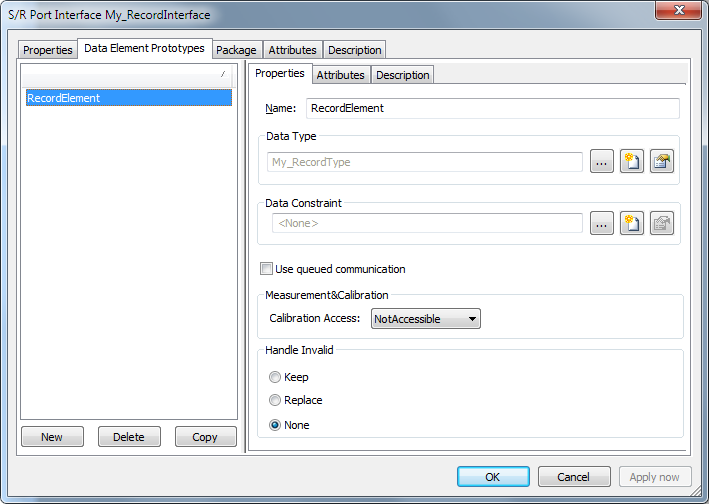 S/R Port Interface My_RecordInterface
Properties Data Element Prototypes Package Attributes Description
RecordElement
Properties Attributes Description
Name: RecordElement
Data Type
My_RecordType ...
Data Constraint
<None> ...
Use queued communication
Measurement&Calibration
Calibration Access: NotAccessible
Handle Invalid
Keep
Replace
None
New Delete Copy
OK Cancel Apply now